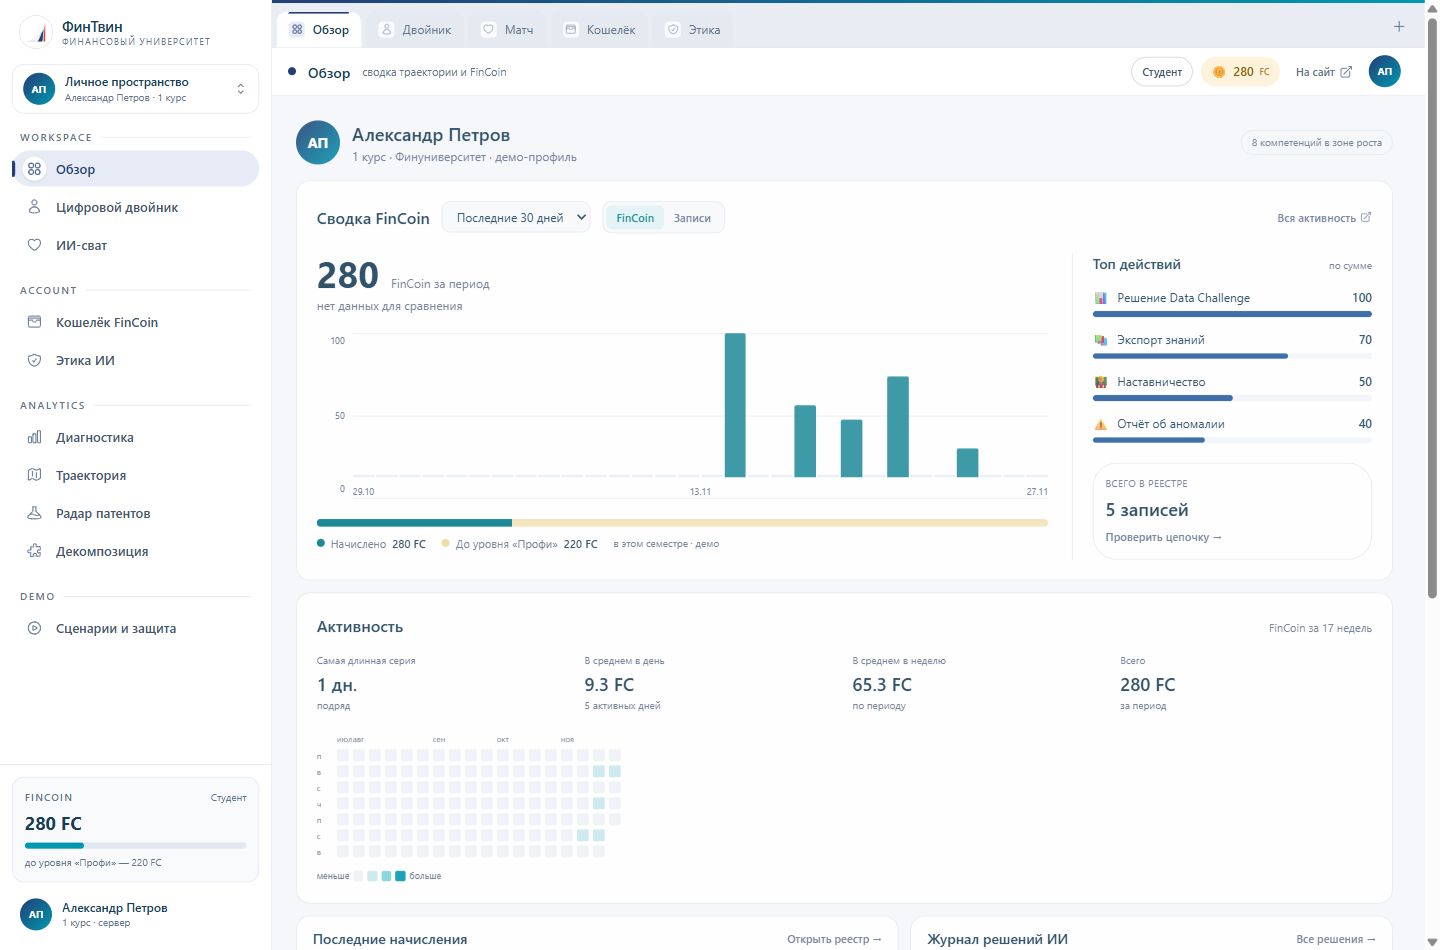 ФинТвин
ФИНАНСОВЫЙ УНИВЕРСИТЕТ
АП
Личное пространство
Александр Петров · 1 курс
WORKSPACE
Обзор
Цифровой двойник
ИИ-сват
ACCOUNT
Кошелёк FinCoin
Этика ИИ
ANALYTICS
Диагностика
Траектория
Радар патентов
Декомпозиция
DEMO
Сценарии и защита
FINCOIN Студент
280 FC
до уровня «Профи» — 220 FC
АП
Александр Петров
1 курс · сервер
Обзор Двойник Матч Кошелёк Этика +
Обзор сводка траектории и FinCoin Студент 280 FC На сайт АП
АП
Александр Петров
1 курс · Финуниверситет · демо-профиль
8 компетенций в зоне роста
Сводка FinCoin Последние 30 дней FinCoin Записи Вся активность
280 FinCoin за период
нет данных для сравнения
100
50
0
29.10 13.11 27.11
Начислено 280 FC До уровня «Профи» 220 FC в этом семестре · демо
Топ действий по сумме
Решение Data Challenge 100
Экспорт знаний 70
Наставничество 50
Отчёт об аномалии 40
ВСЕГО В РЕЕСТРЕ
5 записей
Проверить цепочку →
Активность FinCoin за 17 недель
Самая длинная серия В среднем в день В среднем в неделю Всего
1 дн. 9.3 FC 65.3 FC 280 FC
подряд 5 активных дней по периоду за период
июлавг сен окт ноя
п
в
с
ч
п
с
в
меньше больше
Последние начисления Открыть реестр →
Журнал решений ИИ Все решения →